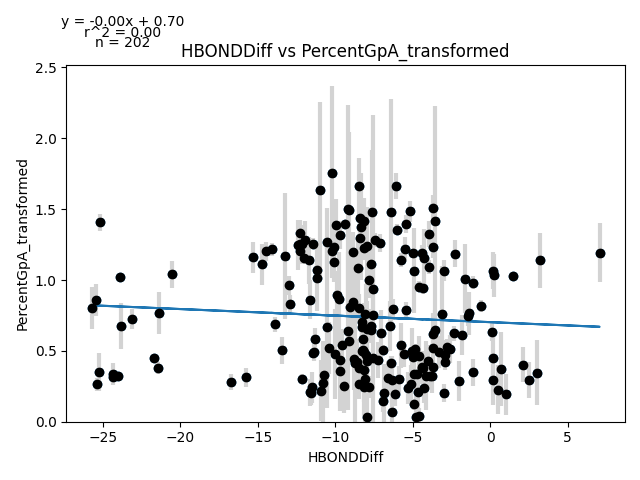 y = -0.00x + 0.70
r^2 = 0.00
n = 202
HBONDDiff vs PercentGpA_transformed
PercentGpA_transformed
2.5
2.0
1.5
1.0
0.5
0.0
−25 −20 −15 −10 −5 0 5
HBONDDiff